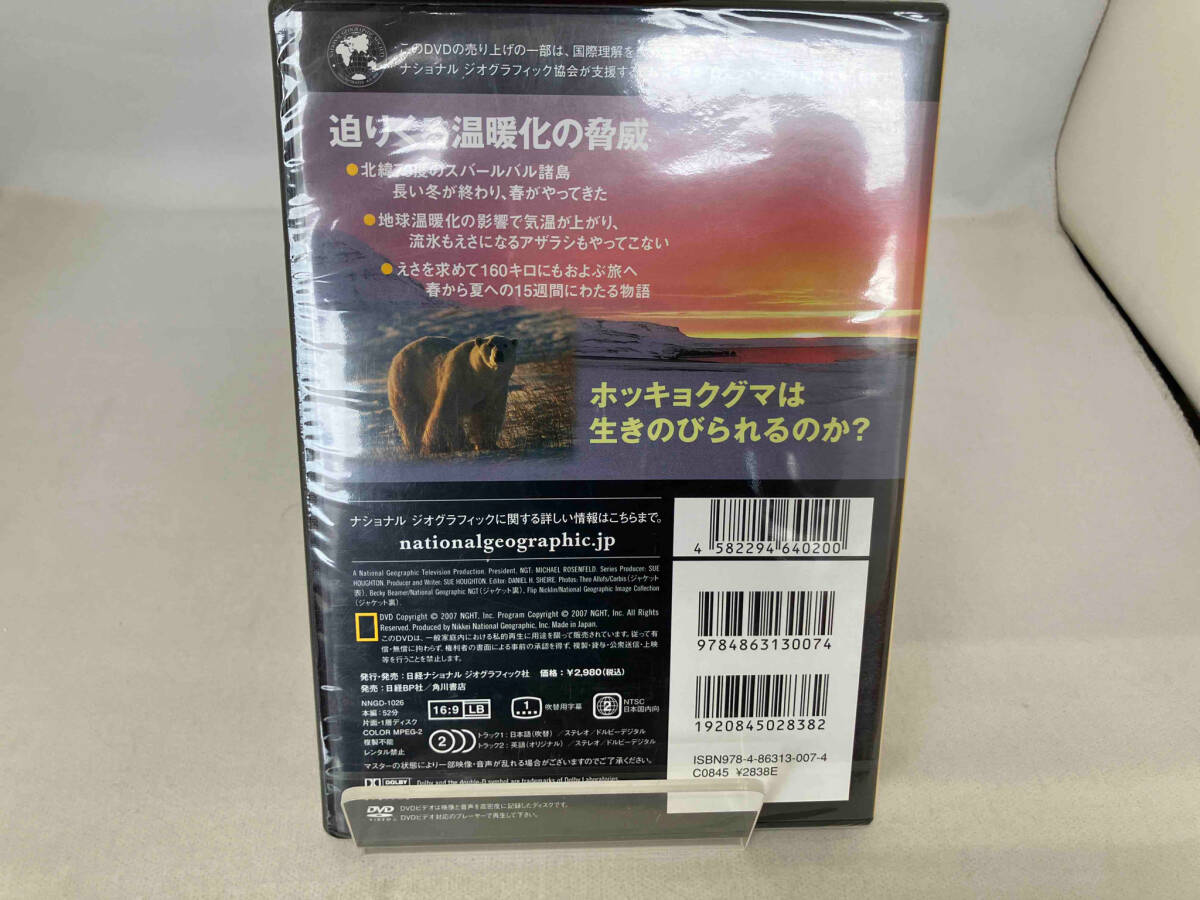 このDVDの売り上げの一部は、国際理解を
ナショナル ジオグラフィック協会が支援する
迫りくる温暖化の脅威
●北緯78度のスバールバル諸島
長い冬が終わり、春がやってきた
●地球温暖化の影響で気温が上がり、
流氷もえさになるアザラシもやってこない
●えさを求めて160キロにもおよぶ旅へ
春から夏への15週間にわたる物語
ホッキョクグマは
生きのびられるのか?
ナショナル ジオグラフィックに関する詳しい情報はこちらまで。
nationalgeographic.jp
A National Geographic Television Production. President, NGT, MICHAEL ROSENFELD. Series Producer: SUE
HOUGHTON. Producer and Writer: SUE HOUGHTON. Editor: DANIEL H. SHEIRE. Photos: Theo Allofs/Corbis(ジャケット
表), Becky Beamer/National Geographic NGT(ジャケット裏), Flip Nicklin/National Geographic Image Collection
(ジャケット裏).
DVD Copyright © 2007 NGHT, Inc. Program Copyright © 2007 NGHT, Inc. All Rights
Reserved. Produced by Nikkei National Geographic, Inc. Made in Japan.
このDVDは、一般家庭内における私的再生に用途を限って販売されています。従って有
償・無償に拘わらず、権利者の書面による事前の承認を得ず、複製・貸与・公衆送信・上映
等を行うことを禁止します。
発行・発売:日経ナショナル ジオグラフィック社 価格:¥2,980(税込)
発売:日経BP社/角川書店
NNGD-1026
本編:52分
片面・1層ディスク
COLOR MPEG-2
複製不能
レンタル禁止
16:9 LB
1 吹替用字幕
2 NTSC
日本国内向
2 トラック1:日本語(吹替)/ステレオ/ドルビーデジタル
トラック2:英語(オリジナル)/ステレオ/ドルビーデジタル
マスターの状態により一部映像・音声が乱れる場合がございますのでご了承ください。
DOLBY Dolby and the double-D symbol are trademarks of Dolby Laboratories.
DVD VIDEO DVDビデオは映像と音声を高密度に記録したディスクです。
DVDビデオ対応のプレーヤーで再生して下さい。
4 582294 640200
9784863130074
1920845028382
ISBN978-4-86313-007-4
C0845 ¥2838E